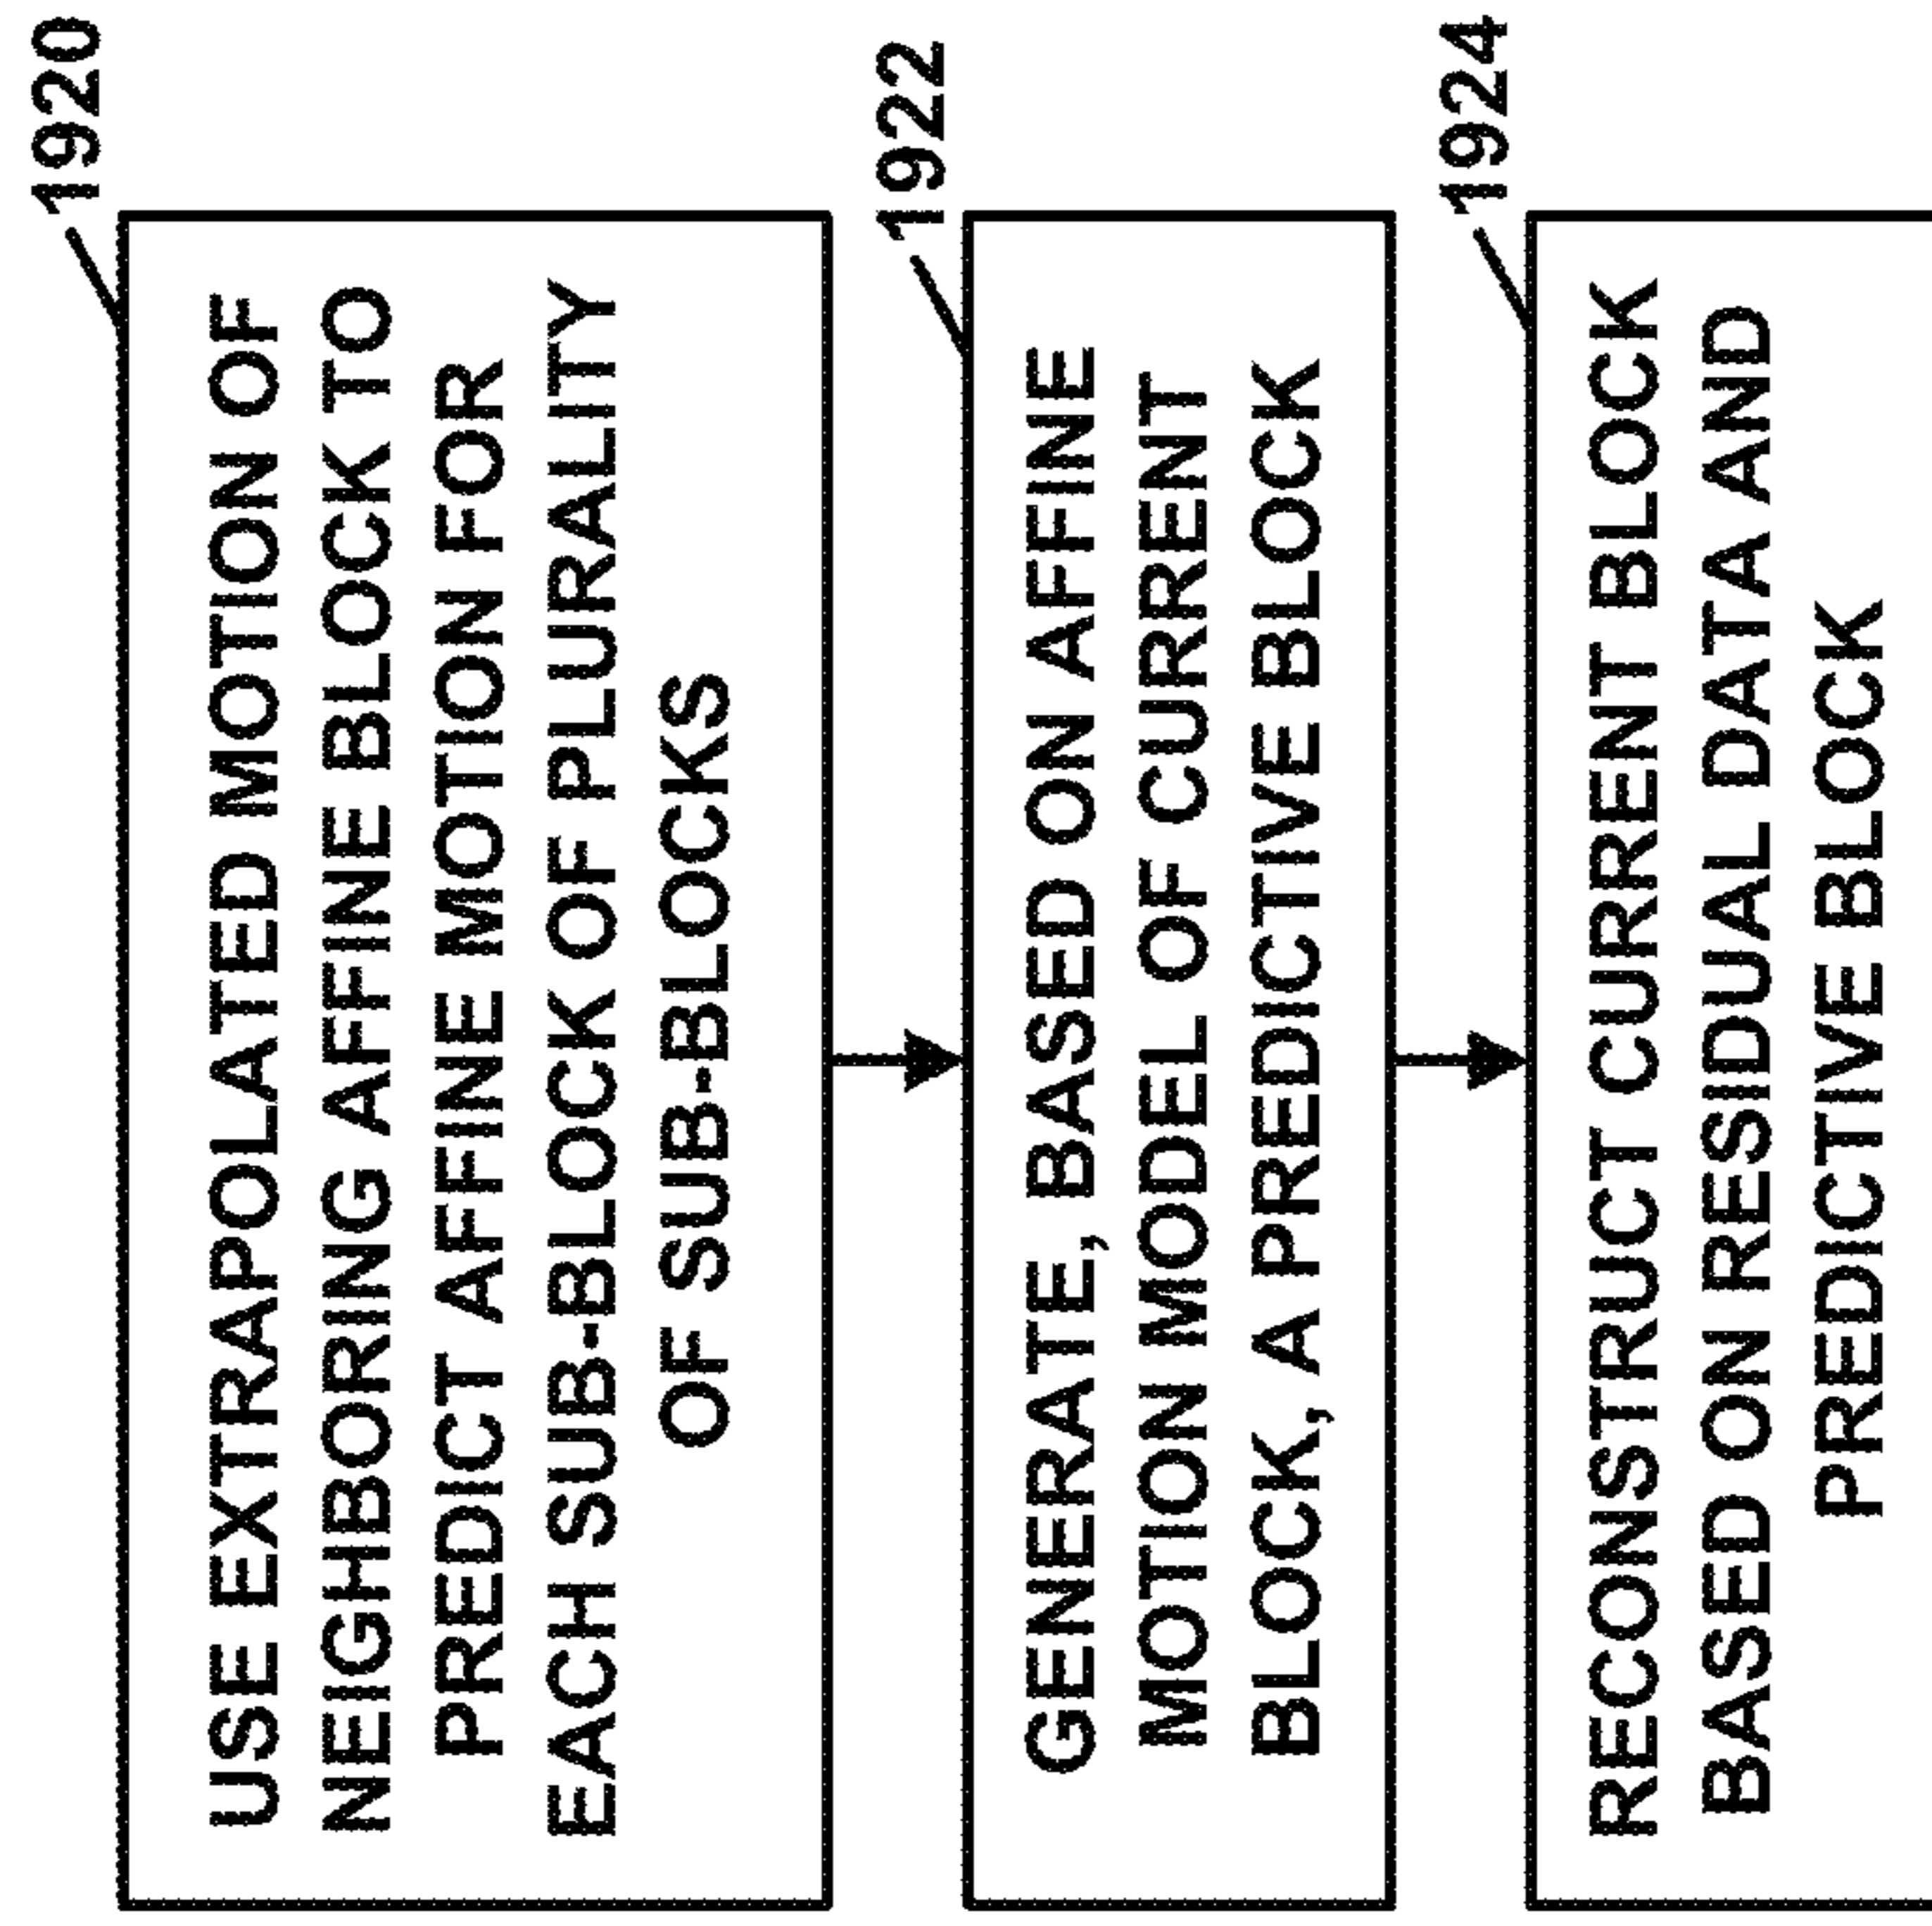 1920
USE EXTRAPOLATED MOTION OF
NEIGHBORING AFFINE BLOCK TO
PREDICT AFFINE MOTION FOR
EACH SUB-BLOCK OF PLURALITY
OF SUB-BLOCKS
1922
GENERATE, BASED ON AFFINE
MOTION MODEL OF CURRENT
BLOCK, A PREDICTIVE BLOCK
1924
RECONSTRUCT CURRENT BLOCK
BASED ON RESIDUAL DATA AND
PREDICTIVE BLOCK